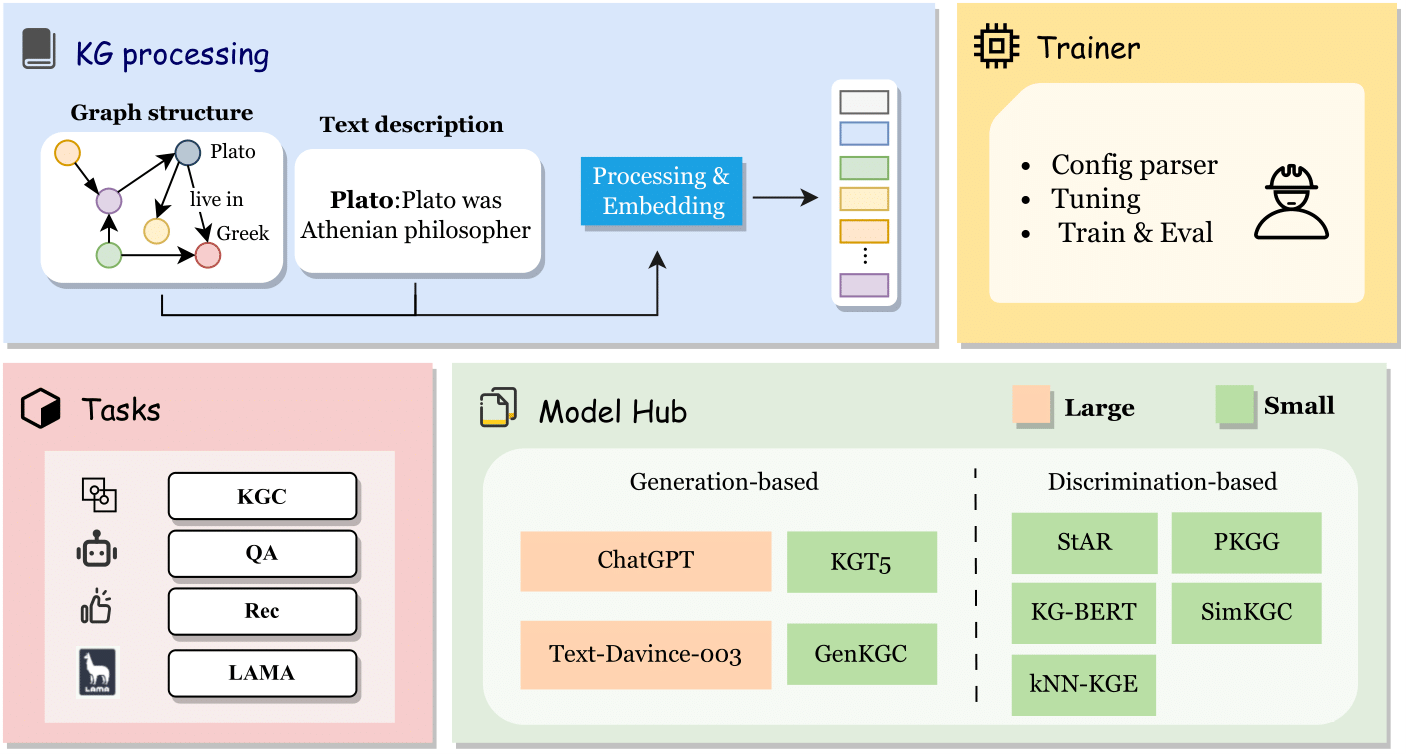 KG processing
Graph structure
Plato
live in
Greek
Text description
Plato:Plato was
Athenian philosopher
Processing &
Embedding
Trainer
• Config parser
• Tuning
• Train & Eval
Tasks
KGC
QA
Rec
LAMA
LAMA
Model Hub
Large
Small
Generation-based
ChatGPT
KGT5
Text-Davince-003
GenKGC
Discrimination-based
StAR
PKGG
KG-BERT
SimKGC
kNN-KGE